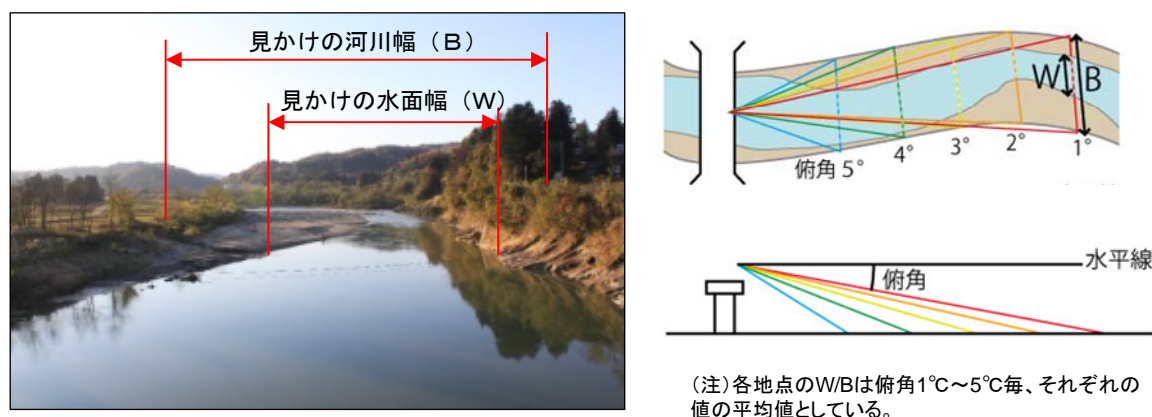 見かけの河川幅（B）
見かけの水面幅（W）
W
B
俯角 5°
4°
3°
2°
1°
水平線
俯角
（注）各地点のW/Bは俯角1℃～5℃毎、それぞれの
値の平均値としている。